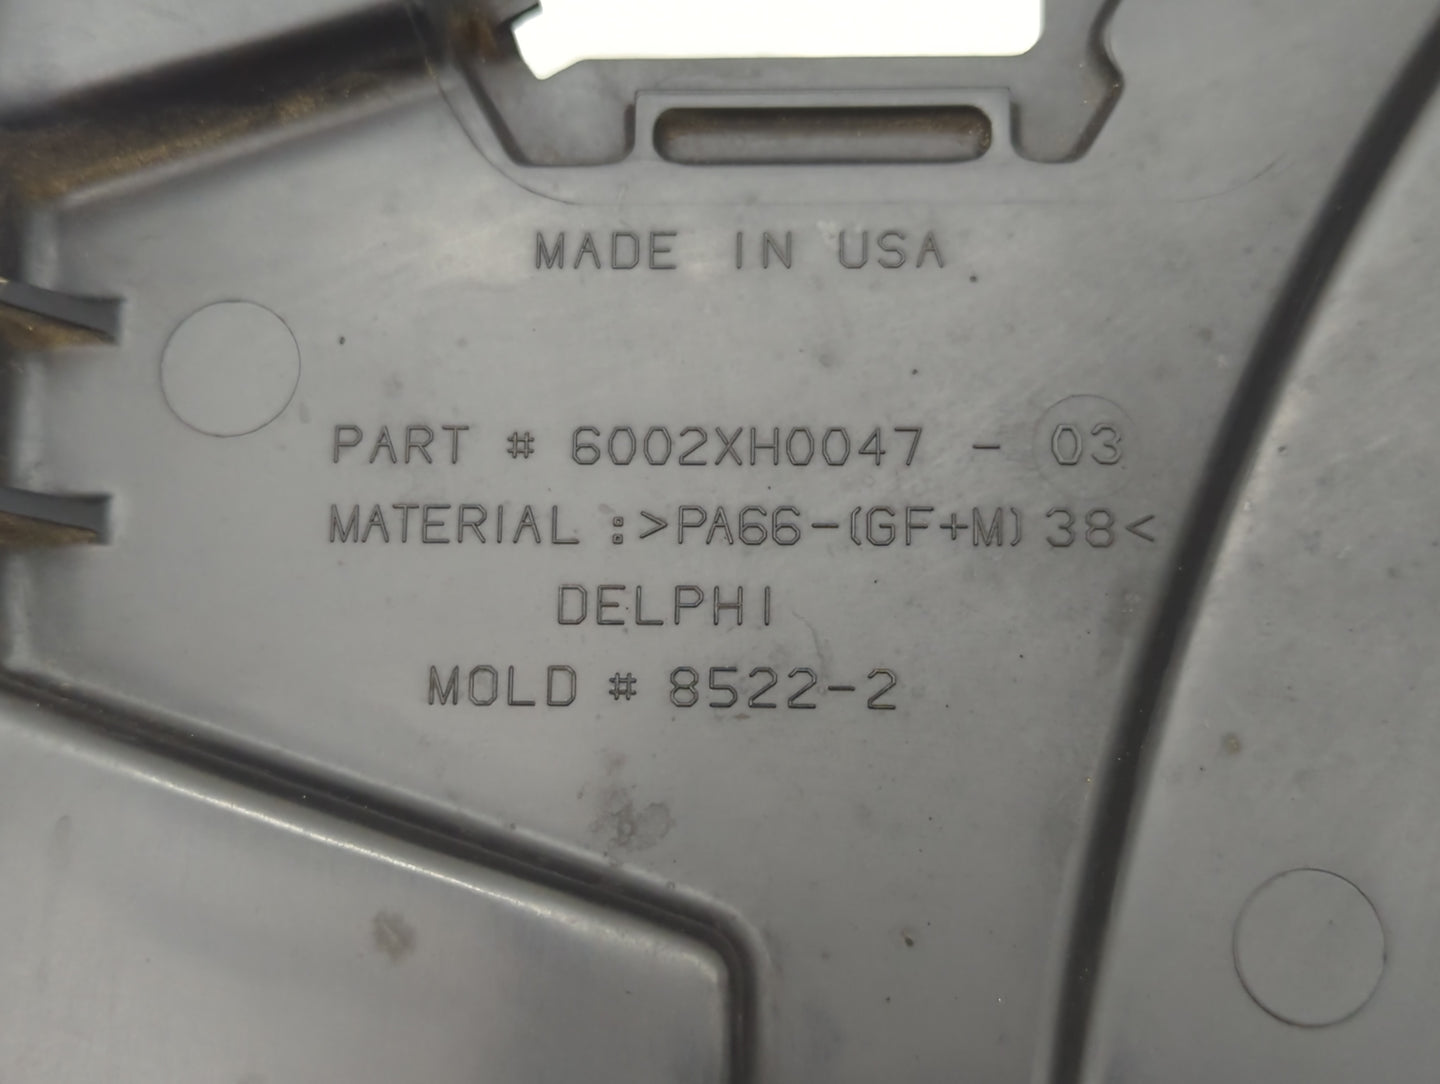 MADE IN USA
PART # 6002XH0047 - 03
MATERIAL :>PA66-(GF+M) 38<
DELPHI
MOLD # 8522-2